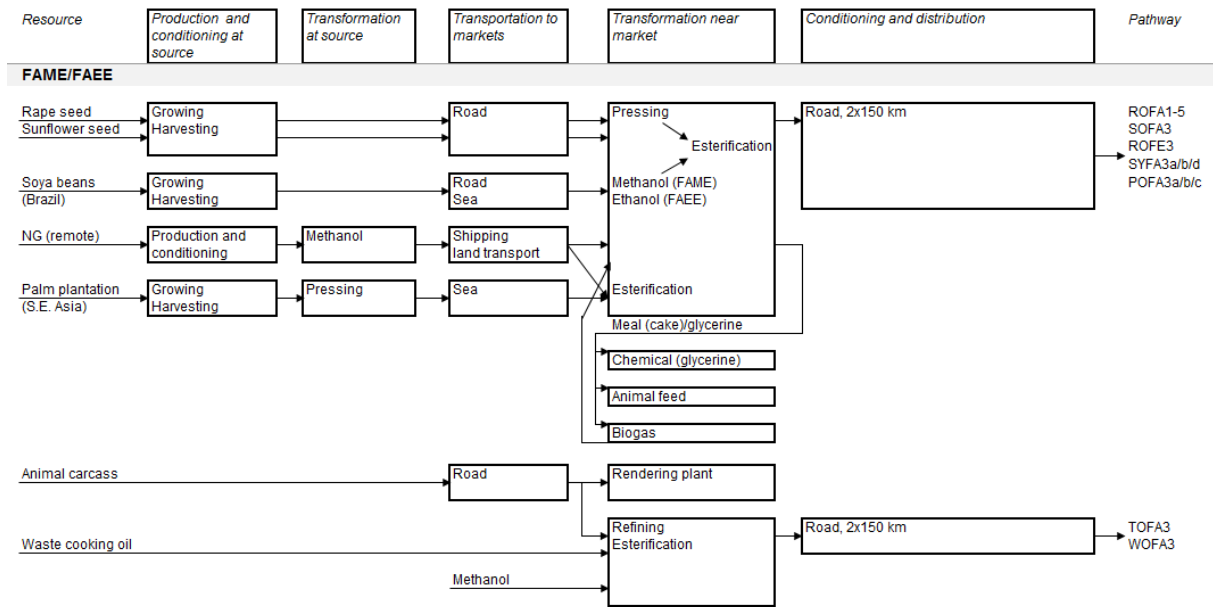 Resource
Production and
conditioning at
source
Transformation
at source
Transportation to
markets
Transformation near
market
Conditioning and distribution
Pathway
FAME/FAEE
Rape seed
Sunflower seed
Growing
Harvesting
Road
Pressing
Esterification
Methanol (FAME)
Ethanol (FAEE)
Road, 2x150 km
ROFA1-5
SOFA3
ROFE3
SYFA3a/b/d
POFA3a/b/c
Soya beans
(Brazil)
Growing
Harvesting
Road
Sea
NG (remote)
Production and
conditioning
Methanol
Shipping
land transport
Palm plantation
(S.E. Asia)
Growing
Harvesting
Pressing
Sea
Esterification
Meal (cake)/glycerine
Chemical (glycerine)
Animal feed
Biogas
Animal carcass
Road
Rendering plant
Waste cooking oil
Refining
Esterification
Road, 2x150 km
TOFA3
WOFA3
Methanol